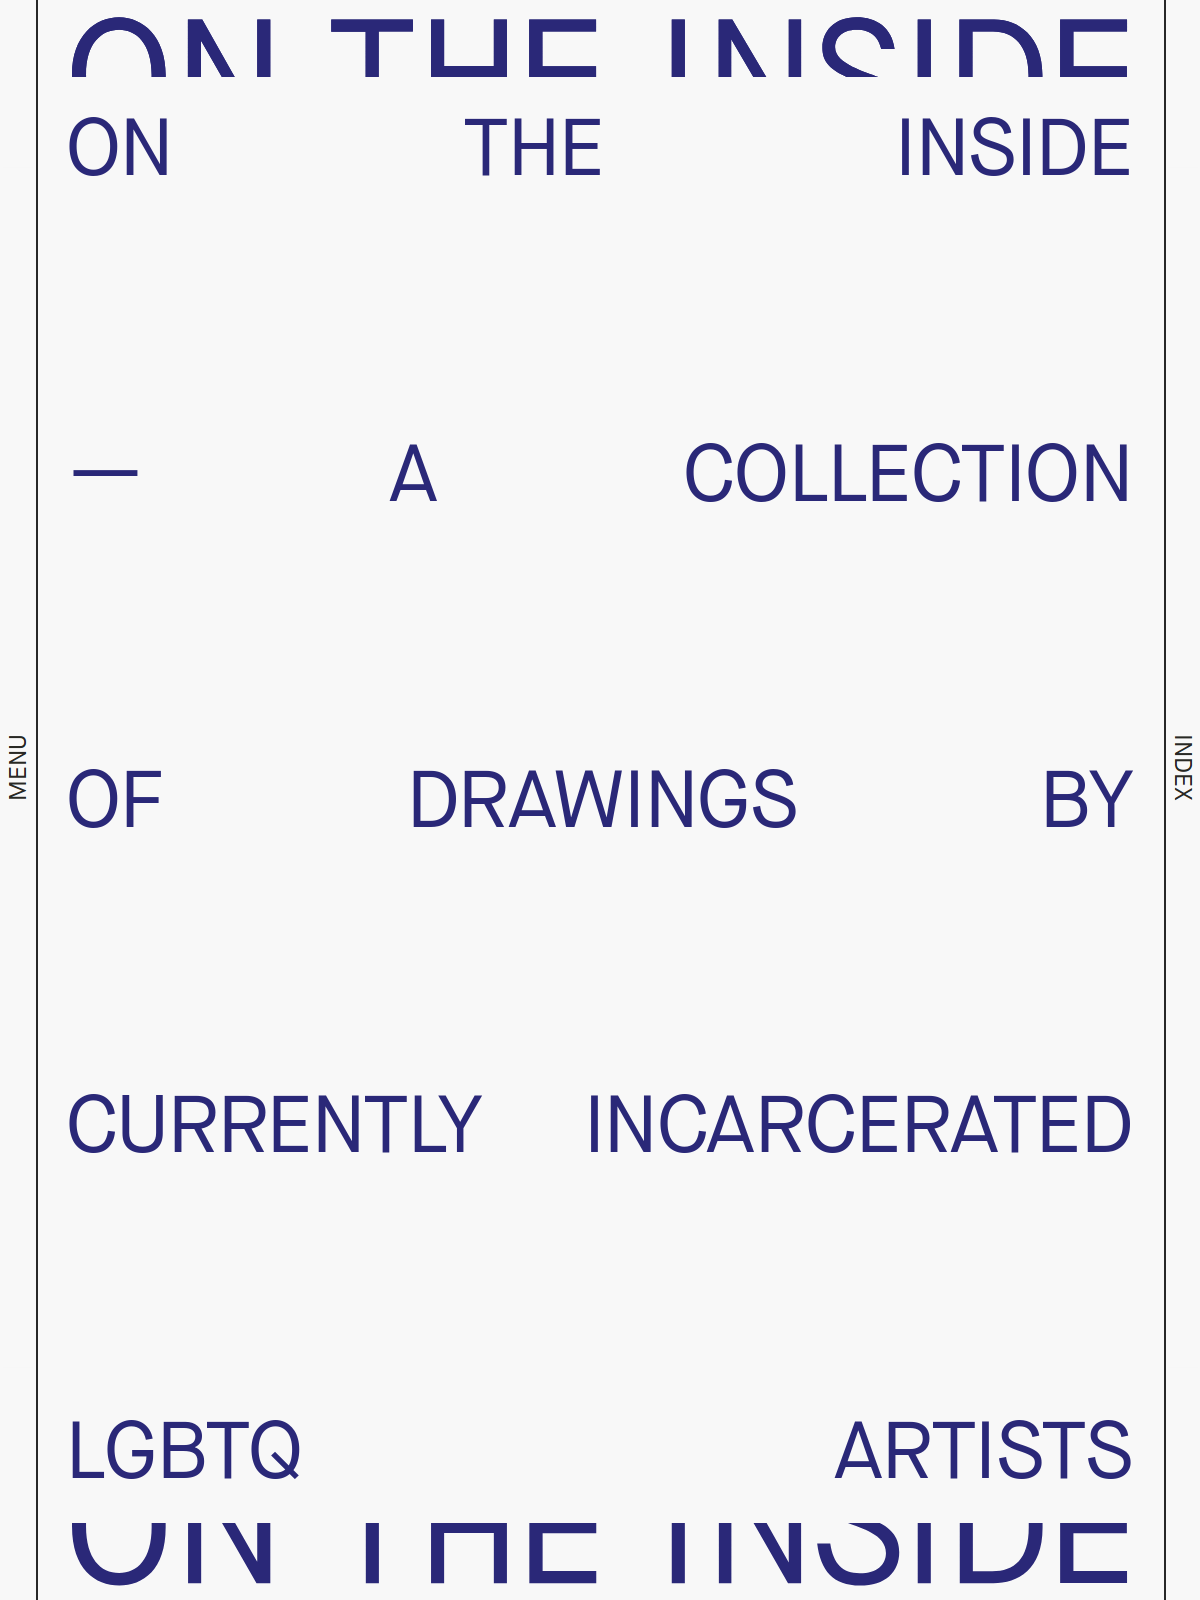 ON THE INSIDE
ON THE INSIDE
— A COLLECTION
OF DRAWINGS BY
CURRENTLY INCARCERATED
LGBTQ ARTISTS
ON THE INSIDE
MENU
INDEX